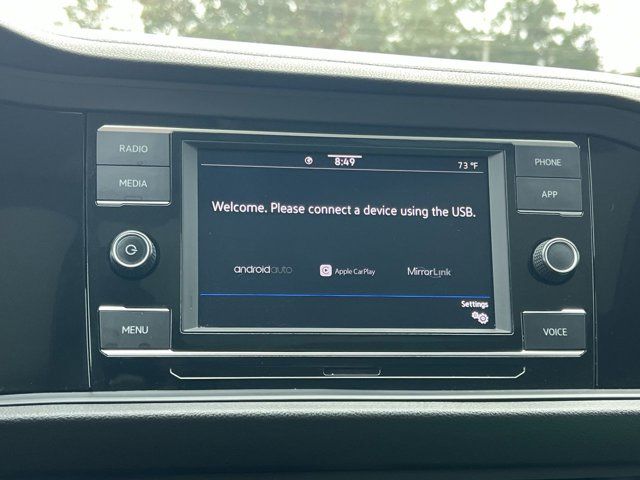 RADIO
MEDIA
MENU
8:49
73 °F
Welcome. Please connect a device using the USB.
androidauto
Apple CarPlay
MirrorLink
Settings
PHONE
APP
VOICE